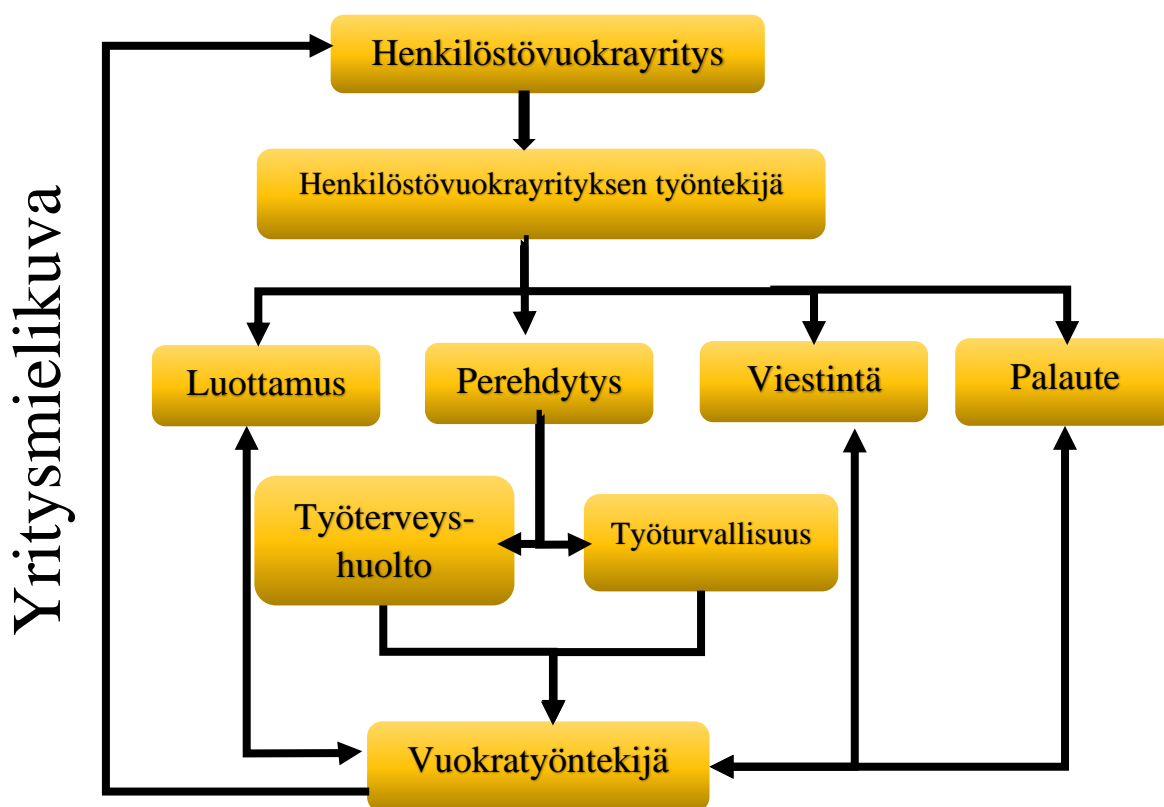 Henkilöstövuokrayritys
Henkilöstövuokrayrityksen työntekijä
Yritysmielikuva
Luottamus
Perehdytys
Viestintä
Palaute
Työterveys-
huolto
Työturvallisuus
Vuokratyöntekijä